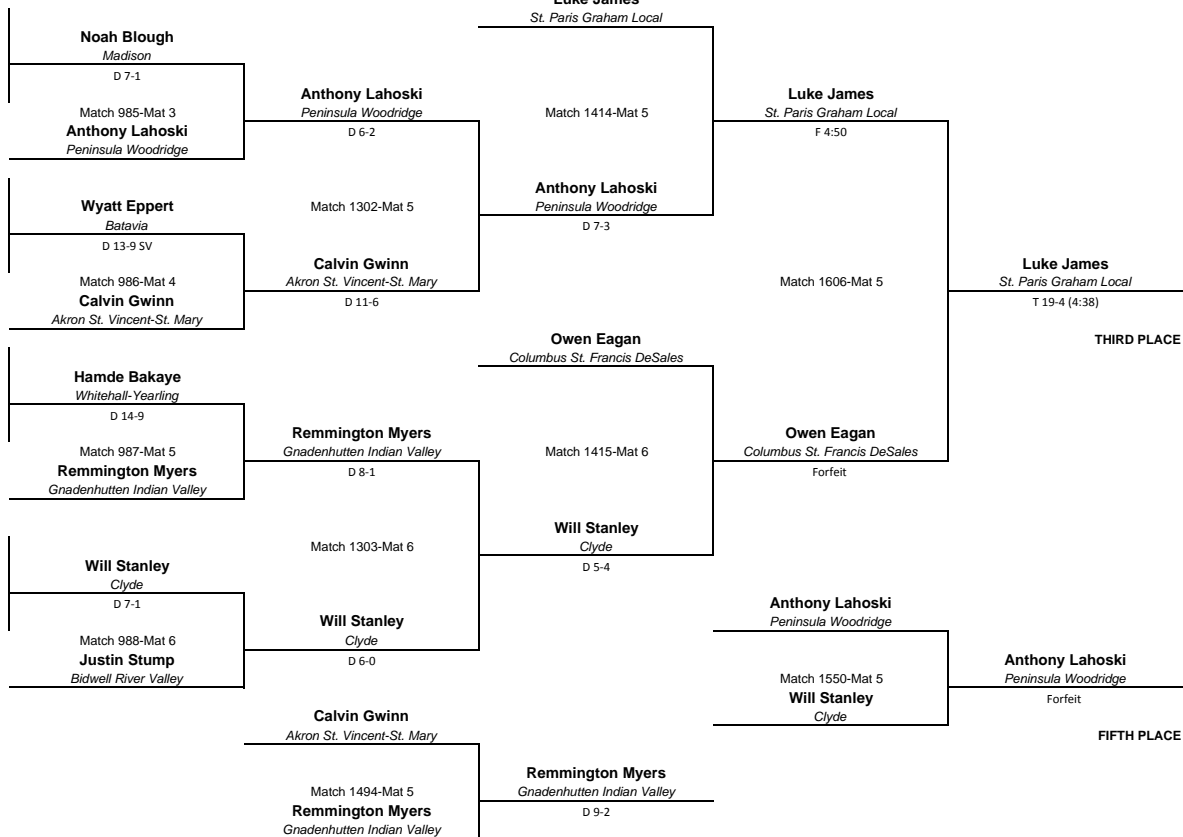 Luke James
St. Paris Graham Local
Noah Blough
Madison
D 7-1
Match 985-Mat 3
Anthony Lahoski
Peninsula Woodridge
Anthony Lahoski
Peninsula Woodridge
D 6-2
Match 1414-Mat 5
Luke James
St. Paris Graham Local
F 4:50
Wyatt Eppert
Batavia
D 13-9 SV
Match 986-Mat 4
Calvin Gwinn
Akron St. Vincent-St. Mary
Match 1302-Mat 5
Calvin Gwinn
Akron St. Vincent-St. Mary
D 11-6
Anthony Lahoski
Peninsula Woodridge
D 7-3
Match 1606-Mat 5
Luke James
St. Paris Graham Local
T 19-4 (4:38)
THIRD PLACE
Owen Eagan
Columbus St. Francis DeSales
Hamde Bakaye
Whitehall-Yearling
D 14-9
Match 987-Mat 5
Remmington Myers
Gnadenhutten Indian Valley
Remmington Myers
Gnadenhutten Indian Valley
D 8-1
Match 1415-Mat 6
Owen Eagan
Columbus St. Francis DeSales
Forfeit
Will Stanley
Clyde
D 7-1
Match 988-Mat 6
Justin Stump
Bidwell River Valley
Match 1303-Mat 6
Will Stanley
Clyde
D 6-0
Will Stanley
Clyde
D 5-4
Anthony Lahoski
Peninsula Woodridge
Match 1550-Mat 5
Will Stanley
Clyde
Anthony Lahoski
Peninsula Woodridge
Forfeit
FIFTH PLACE
Calvin Gwinn
Akron St. Vincent-St. Mary
Match 1494-Mat 5
Remmington Myers
Gnadenhutten Indian Valley
Remmington Myers
Gnadenhutten Indian Valley
D 9-2